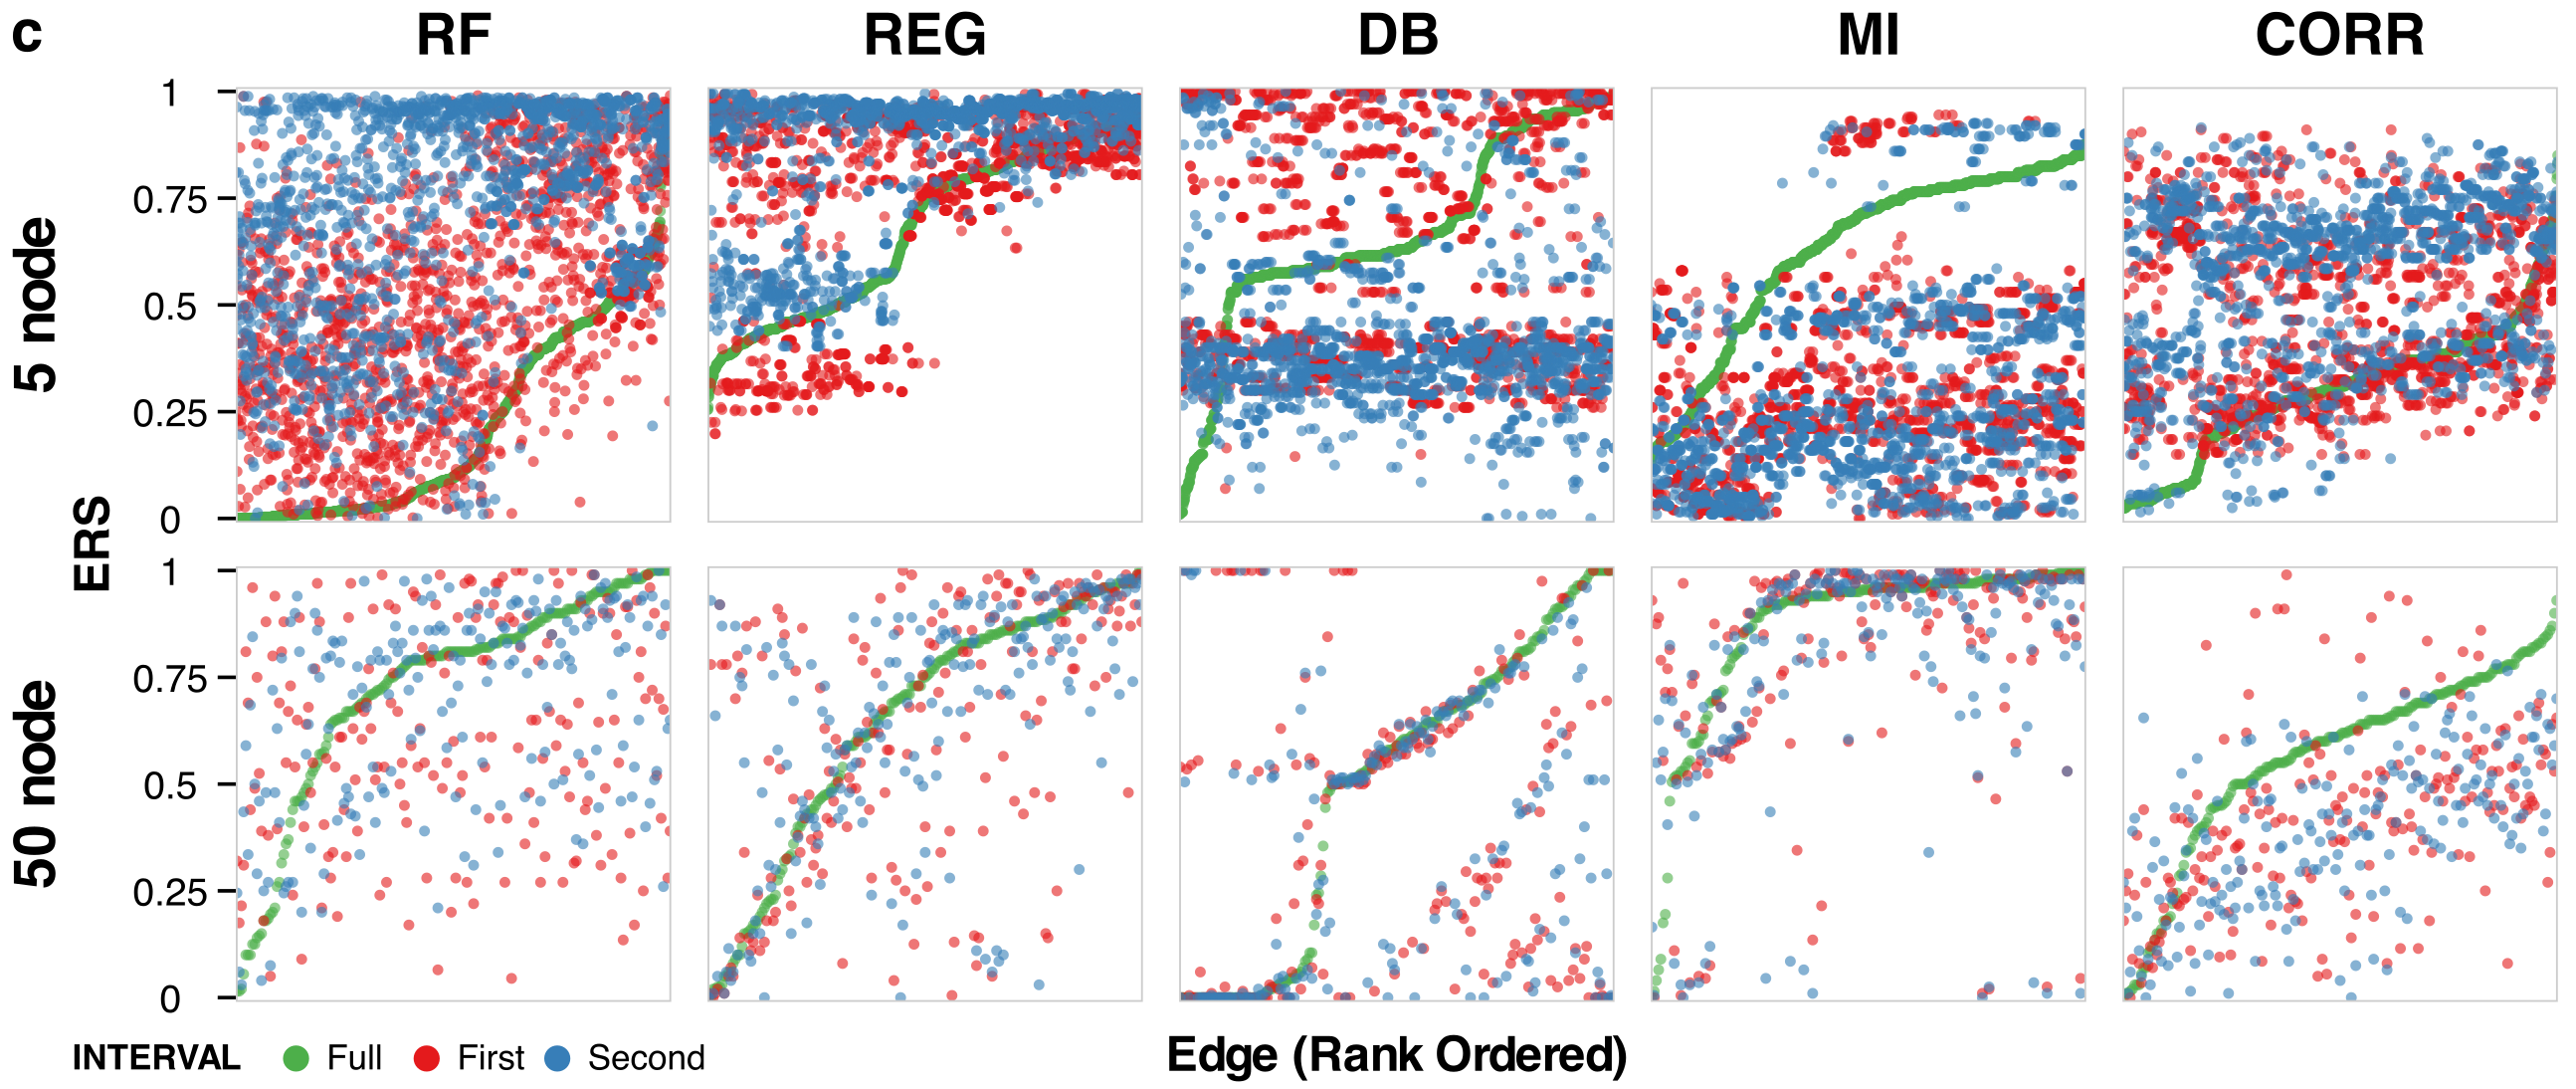 c
RF REG DB MI CORR
5 node
1
0.75
0.5
0.25
0
ERS
50 node
1
0.75
0.5
0.25
0
INTERVAL Full First Second
Edge (Rank Ordered)